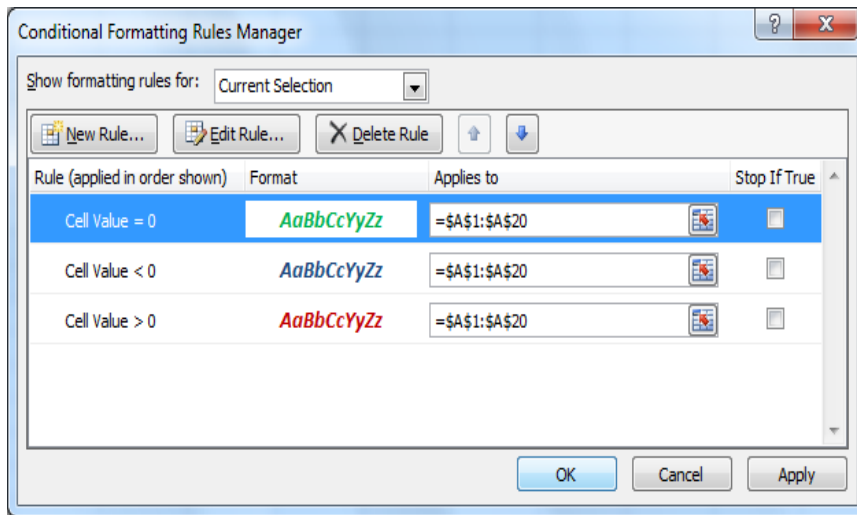 Conditional Formatting Rules Manager
? X
Show formatting rules for: Current Selection
New Rule... Edit Rule... Delete Rule
Rule (applied in order shown) Format Applies to Stop If True
Cell Value = 0 AaBbCcYyZz =$A$1:$A$20
Cell Value < 0 AaBbCcYyZz =$A$1:$A$20
Cell Value > 0 AaBbCcYyZz =$A$1:$A$20
OK Cancel Apply